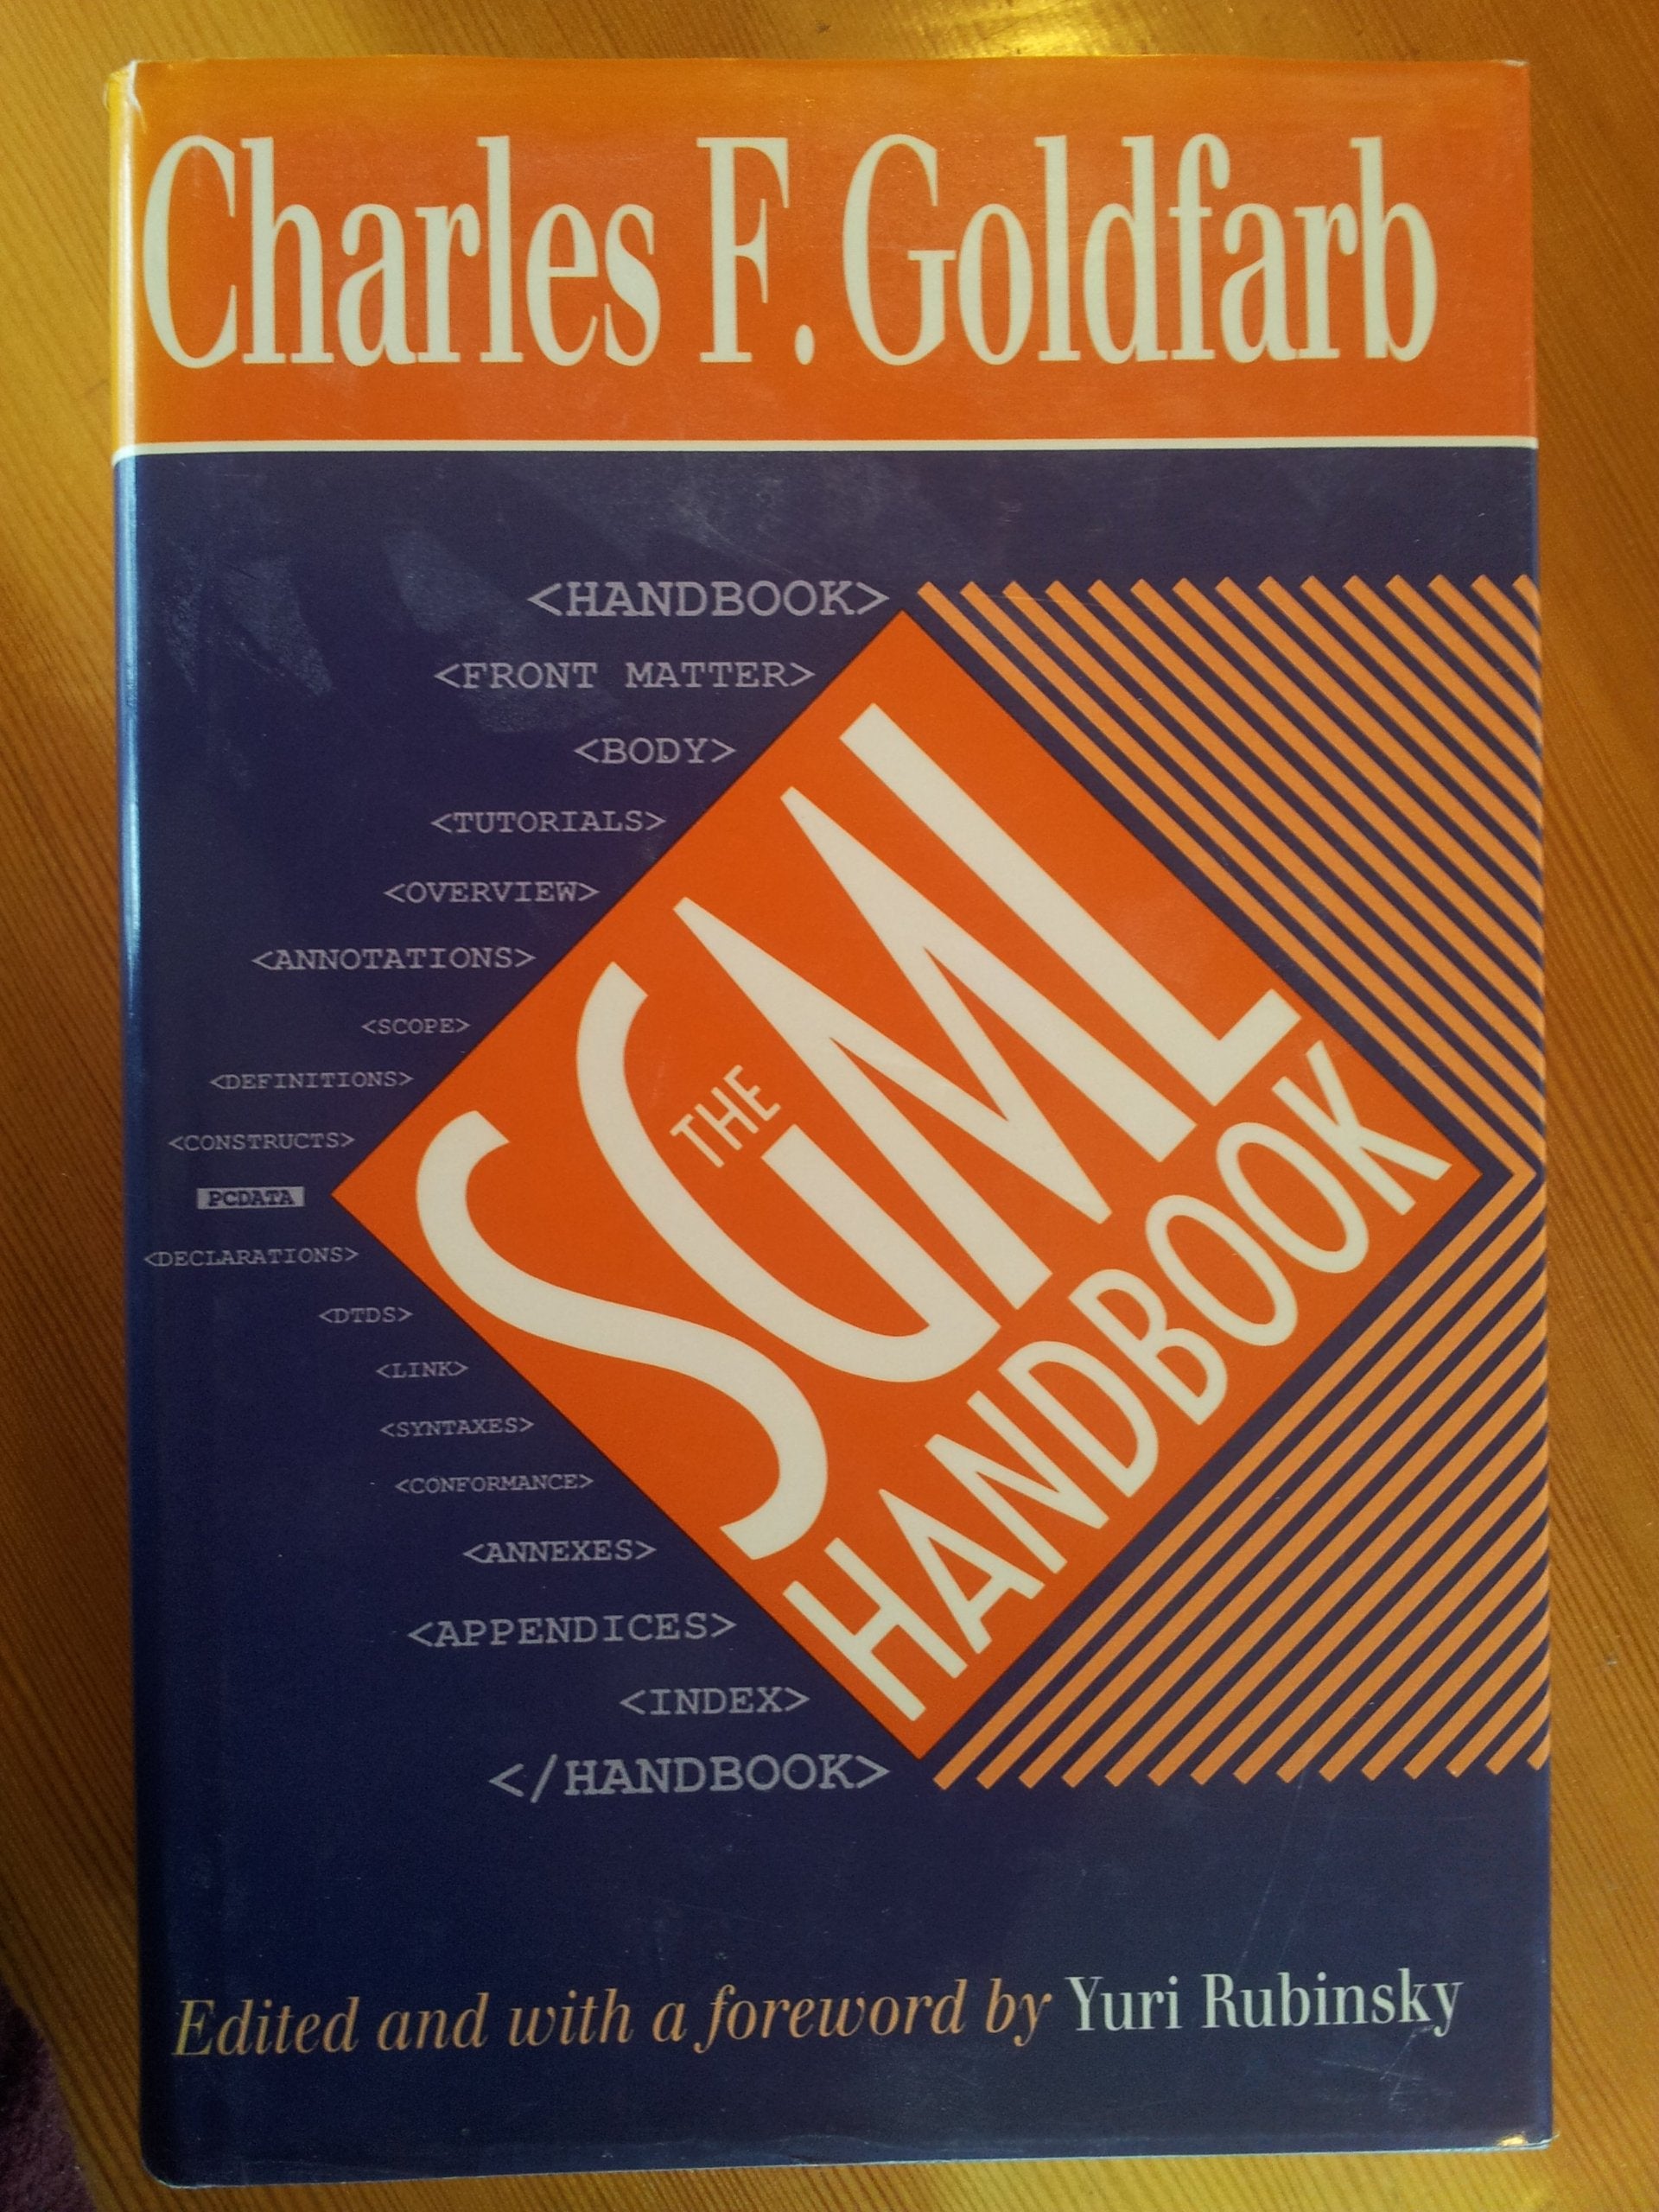 Charles F. Goldfarb
<HANDBOOK>
<FRONT MATTER>
<BODY>
<TUTORIALS>
<OVERVIEW>
<ANNOTATIONS>
<SCOPE>
<DEFINITIONS>
<CONSTRUCTS>
PCDATA
<DECLARATIONS>
<DTDS>
<LINK>
<SYNTAXES>
<CONFORMANCE>
<ANNEXES>
<APPENDICES>
<INDEX>
</HANDBOOK>
THE
SGML
HANDBOOK
Edited and with a foreword by Yuri Rubinsky